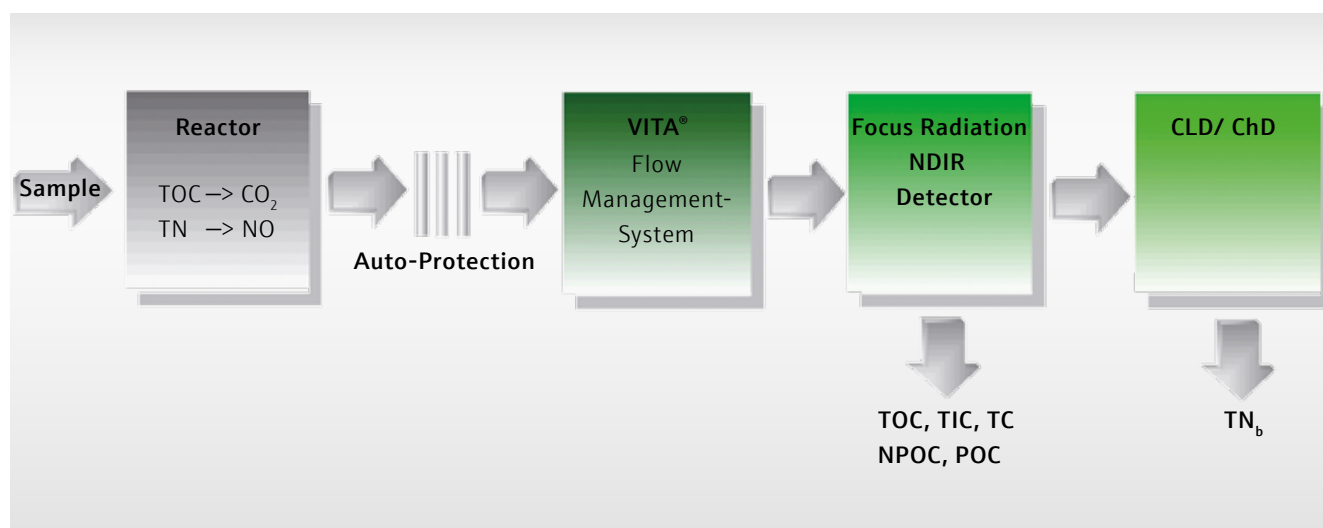 Sample
Reactor
TOC —> CO₂
TN —> NO
Auto-Protection
VITA®
Flow
Management-
System
Focus Radiation
NDIR
Detector
CLD/ ChD
TOC, TIC, TC
NPOC, POC
TN_b